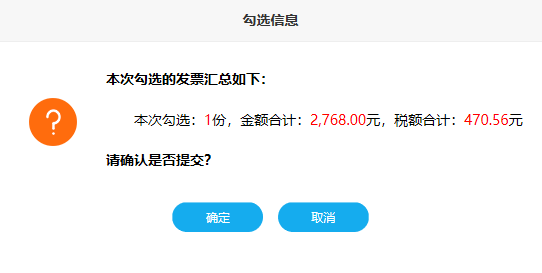 勾选信息
本次勾选的发票汇总如下：
本次勾选：1份，金额合计：2,768.00元，税额合计：470.56元
请确认是否提交？
确定 取消